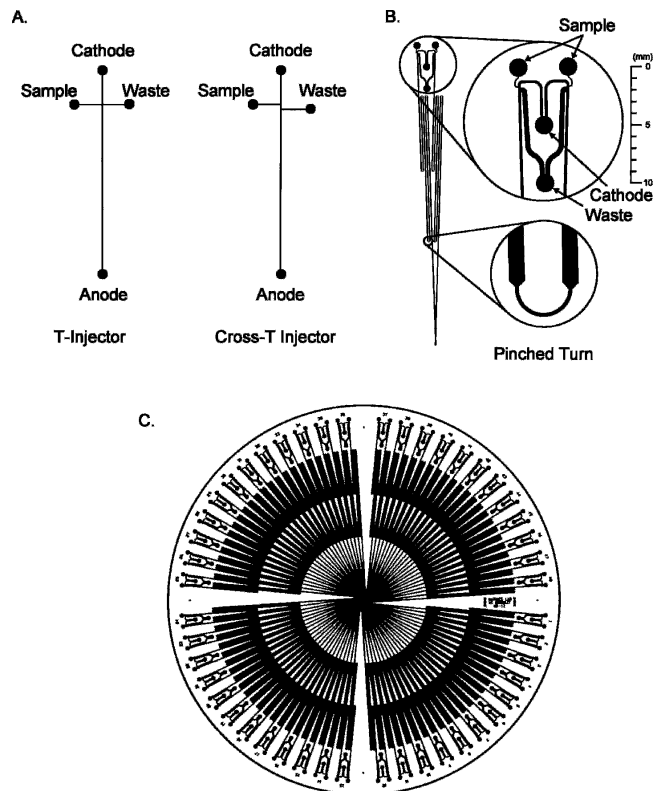 A.
Cathode
Sample
Waste
Anode
T-Injector
Cathode
Sample
Waste
Anode
Cross-T Injector
B.
Sample
(mm)
0
5
10
Cathode
Waste
Pinched Turn
C.